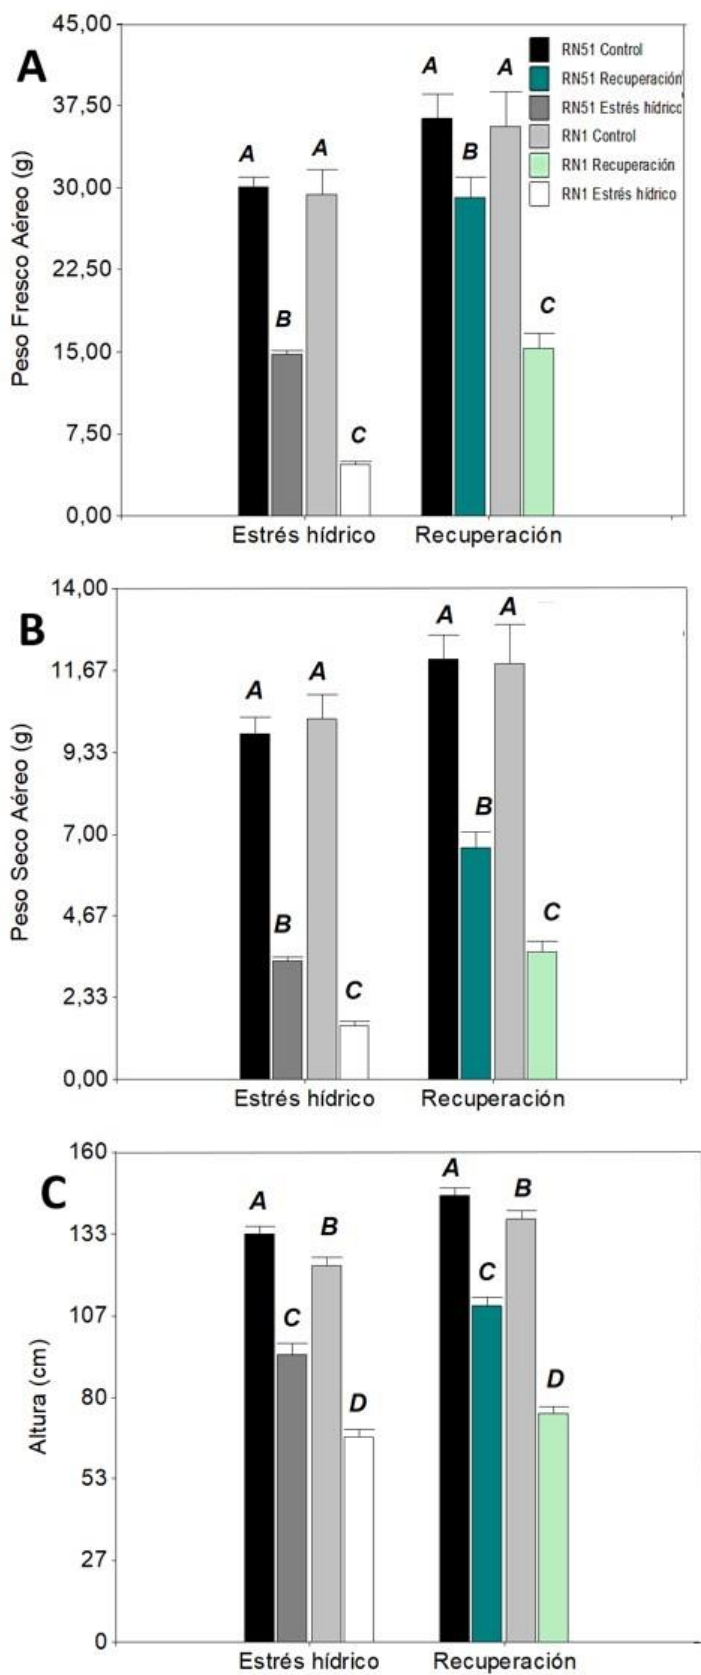 A
Peso Fresco Aéreo (g)
45,00
37,50
30,00
22,50
15,00
7,50
0,00
RN51 Control
RN51 Recuperación
RN51 Estrés hídrico
RN1 Control
RN1 Recuperación
RN1 Estrés hídrico
A
B
A
C
A
B
A
C
Estrés hídrico
Recuperación
B
Peso Seco Aéreo (g)
14,00
11,67
9,33
7,00
4,67
2,33
0,00
A
B
A
C
A
B
A
C
Estrés hídrico
Recuperación
C
Altura (cm)
160
133
107
80
53
27
0
A
C
B
D
A
C
B
D
Estrés hídrico
Recuperación